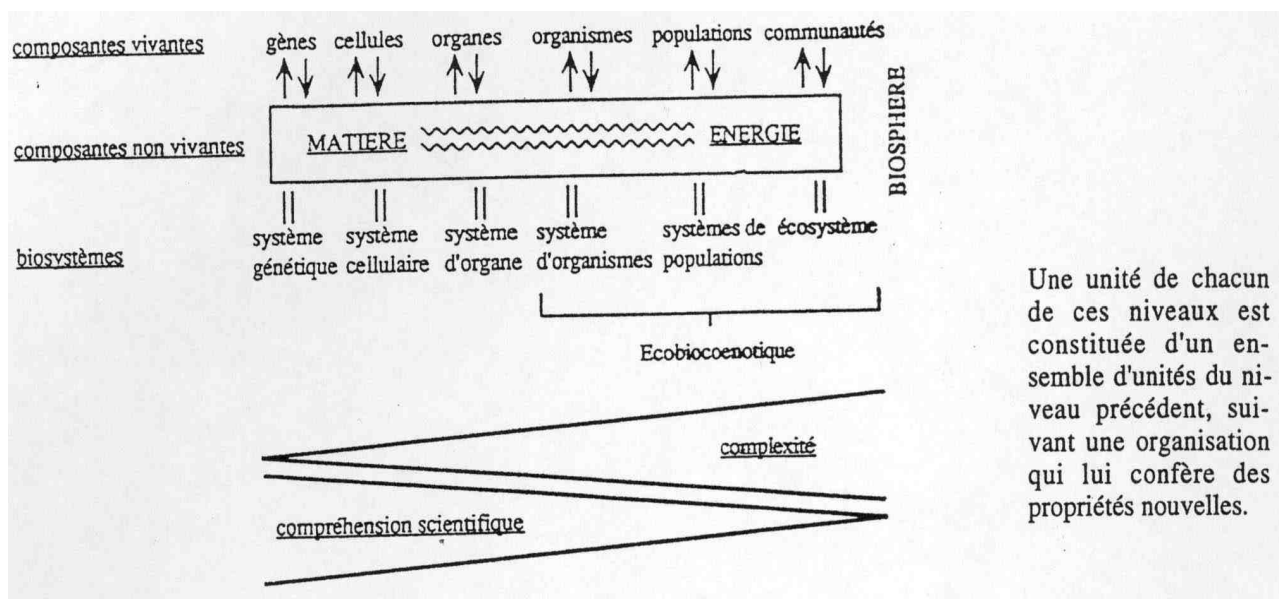 composantes vivantes
gènes cellules organes organismes populations communautés
BIOSPHERE
composantes non vivantes
MATIERE ENERGIE
biosystèmes
système système système système systèmes de écosystème
génétique cellulaire d'organe d'organismes populations
Ecobiocoenotique
complexité
compréhension scientifique
Une unité de chacun
de ces niveaux est
constituée d'un en-
semble d'unités du ni-
veau précédent, sui-
vant une organisation
qui lui confère des
propriétés nouvelles.